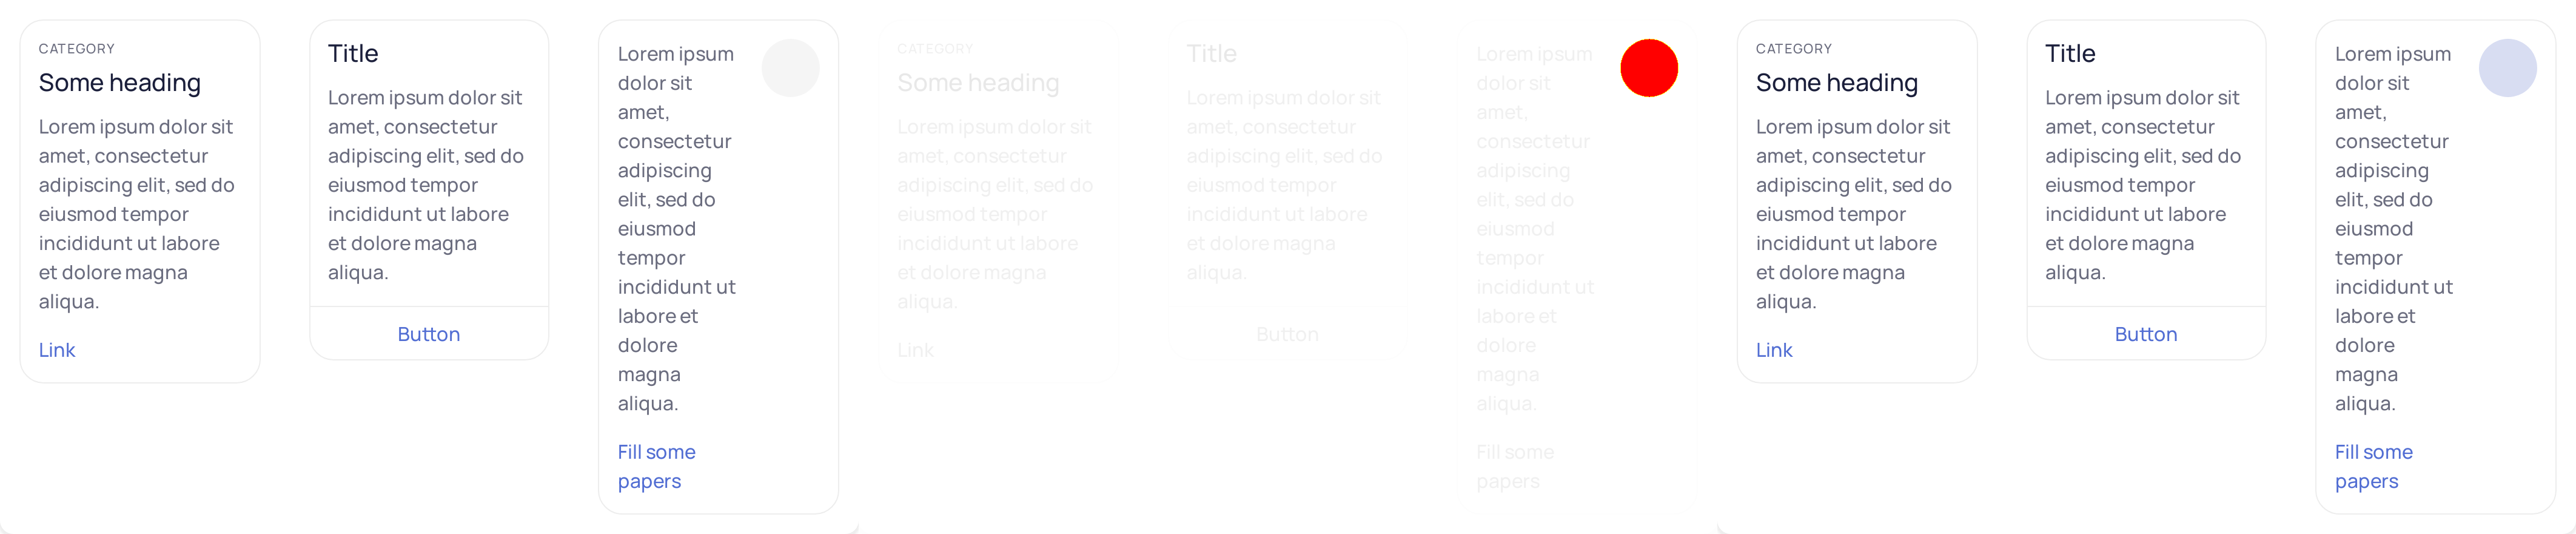 CATEGORY
Some heading
Lorem ipsum dolor sit
amet, consectetur
adipiscing elit, sed do
eiusmod tempor
incididunt ut labore
et dolore magna
aliqua.
Link
Title
Lorem ipsum dolor sit
amet, consectetur
adipiscing elit, sed do
eiusmod tempor
incididunt ut labore
et dolore magna
aliqua.
Button
Lorem ipsum
dolor sit
amet,
consectetur
adipiscing
elit, sed do
eiusmod
tempor
incididunt ut
labore et
dolore
magna
aliqua.
Fill some
papers
CATEGORY
Some heading
Lorem ipsum dolor sit
amet, consectetur
adipiscing elit, sed do
eiusmod tempor
incididunt ut labore
et dolore magna
aliqua.
Link
Title
Lorem ipsum dolor sit
amet, consectetur
adipiscing elit, sed do
eiusmod tempor
incididunt ut labore
et dolore magna
aliqua.
Button
Lorem ipsum
dolor sit
amet,
consectetur
adipiscing
elit, sed do
eiusmod
tempor
incididunt ut
labore et
dolore
magna
aliqua.
Fill some
papers
CATEGORY
Some heading
Lorem ipsum dolor sit
amet, consectetur
adipiscing elit, sed do
eiusmod tempor
incididunt ut labore
et dolore magna
aliqua.
Link
Title
Lorem ipsum dolor sit
amet, consectetur
adipiscing elit, sed do
eiusmod tempor
incididunt ut labore
et dolore magna
aliqua.
Button
Lorem ipsum
dolor sit
amet,
consectetur
adipiscing
elit, sed do
eiusmod
tempor
incididunt ut
labore et
dolore
magna
aliqua.
Fill some
papers